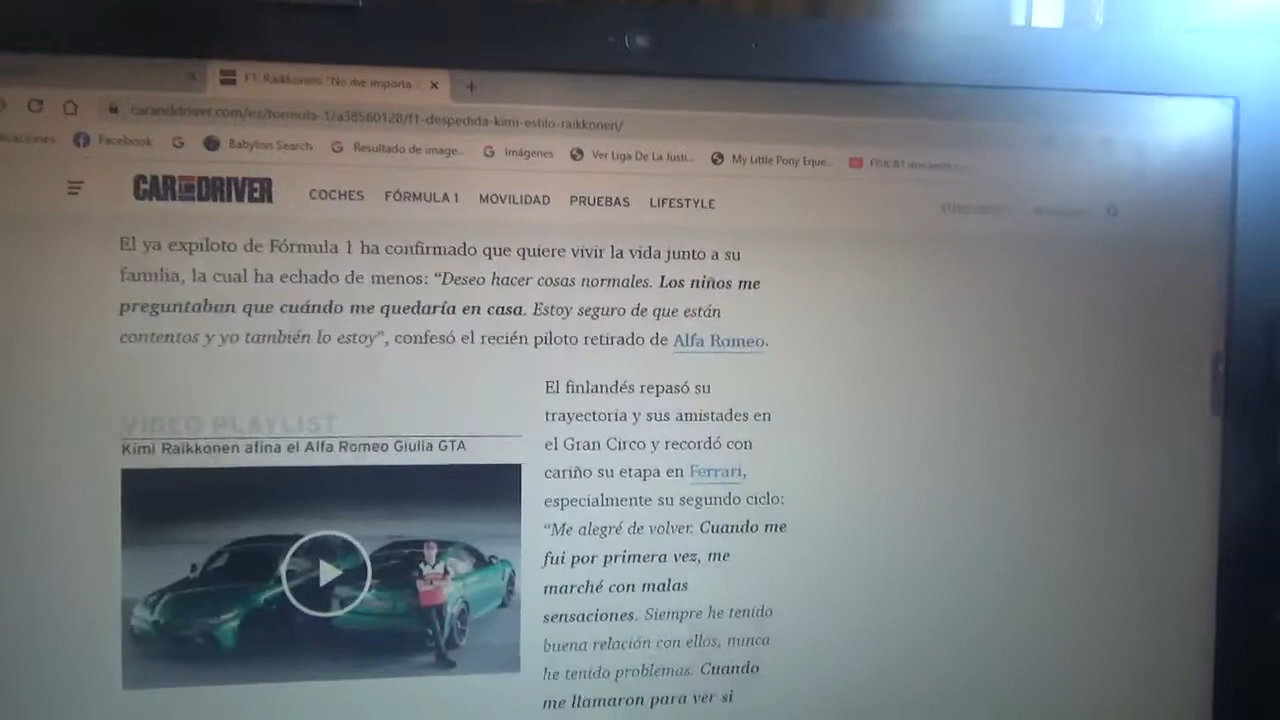 F1: Raikkonen: "No me importa
caranddriver.com/es/formula-1/a38560128/f1-despedida-kimi-estilo-raikkonen/
Facebook
Babylon Search
Resultado de image...
Imágenes
Ver Liga De La Justi...
My Little Pony Eque...
CAR AND DRIVER
COCHES
FÓRMULA 1
MOVILIDAD
PRUEBAS
LIFESTYLE
El ya expiloto de Fórmula 1 ha confirmado que quiere vivir la vida junto a su
familia, la cual ha echado de menos: "Deseo hacer cosas normales. Los niños me
preguntaban que cuándo me quedaría en casa. Estoy seguro de que están
contentos y yo también lo estoy", confesó el recién piloto retirado de Alfa Romeo.
VIDEO PLAYLIST
Kimi Raikkonen afina el Alfa Romeo Giulia GTA
El finlandés repasó su
trayectoria y sus amistades en
el Gran Circo y recordó con
cariño su etapa en Ferrari,
especialmente su segundo ciclo:
"Me alegré de volver. Cuando me
fui por primera vez, me
marché con malas
sensaciones. Siempre he tenido
buena relación con ellos, nunca
he tenido problemas. Cuando
me llamaron para ver si